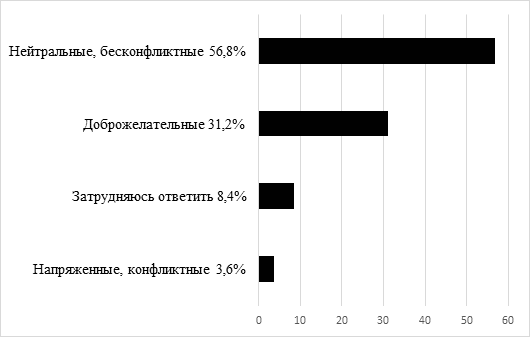 Нейтральные, бесконфликтные 56,8%
Доброжелательные 31,2%
Затрудняюсь ответить 8,4%
Напряженные, конфликтные 3,6%
0 10 20 30 40 50 60